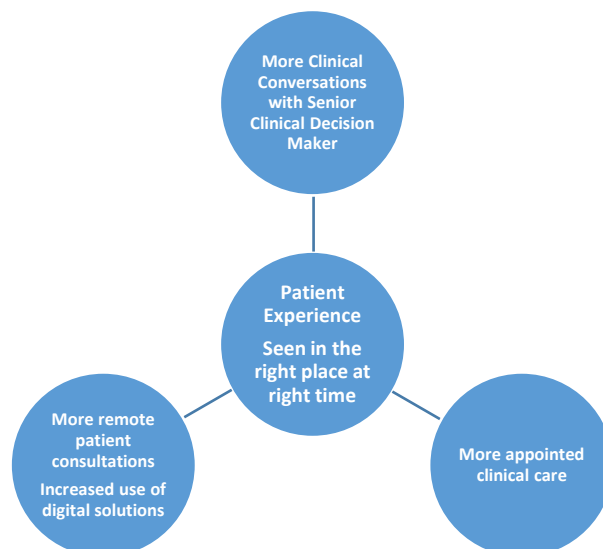 More Clinical
Conversations
with Senior
Clinical Decision
Maker
Patient
Experience
Seen in the
right place at
right time
More remote
patient
consultations
Increased use of
digital solutions
More appointed
clinical care